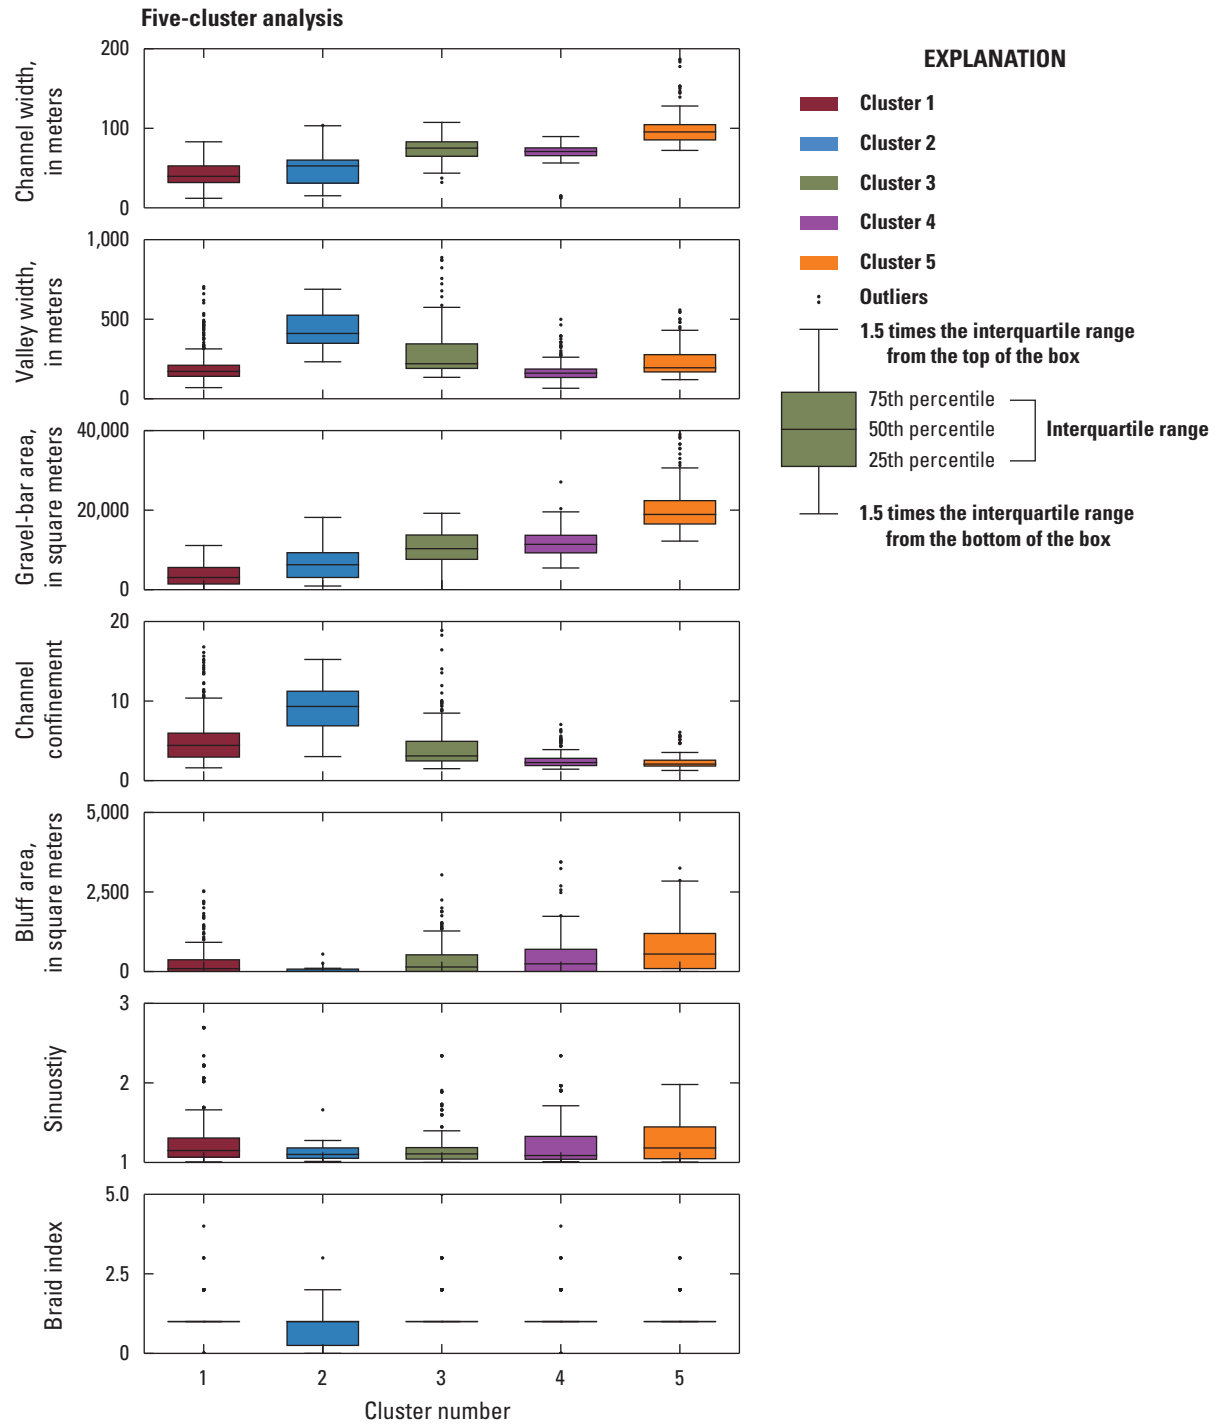 Five-cluster analysis
Channel width,
in meters
200
100
0
Valley width,
in meters
1,000
500
0
Gravel-bar area,
in square meters
40,000
20,000
0
Channel
confinement
20
10
0
Bluff area,
in square meters
5,000
2,500
0
Sinuostiy
3
2
1
Braid index
5.0
2.5
0
1 2 3 4 5
Cluster number
EXPLANATION
Cluster 1
Cluster 2
Cluster 3
Cluster 4
Cluster 5
Outliers
1.5 times the interquartile range
from the top of the box
75th percentile
50th percentile
25th percentile
Interquartile range
1.5 times the interquartile range
from the bottom of the box